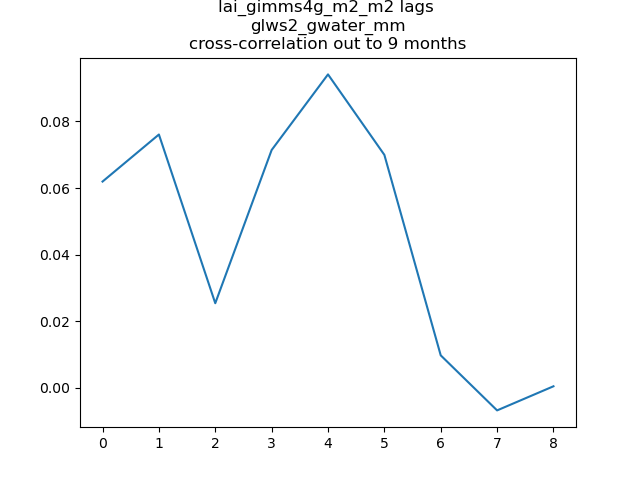 lai_gimms4g_m2_m2 lags
glws2_gwater_mm
cross-correlation out to 9 months
0.08
0.06
0.04
0.02
0.00
0 1 2 3 4 5 6 7 8